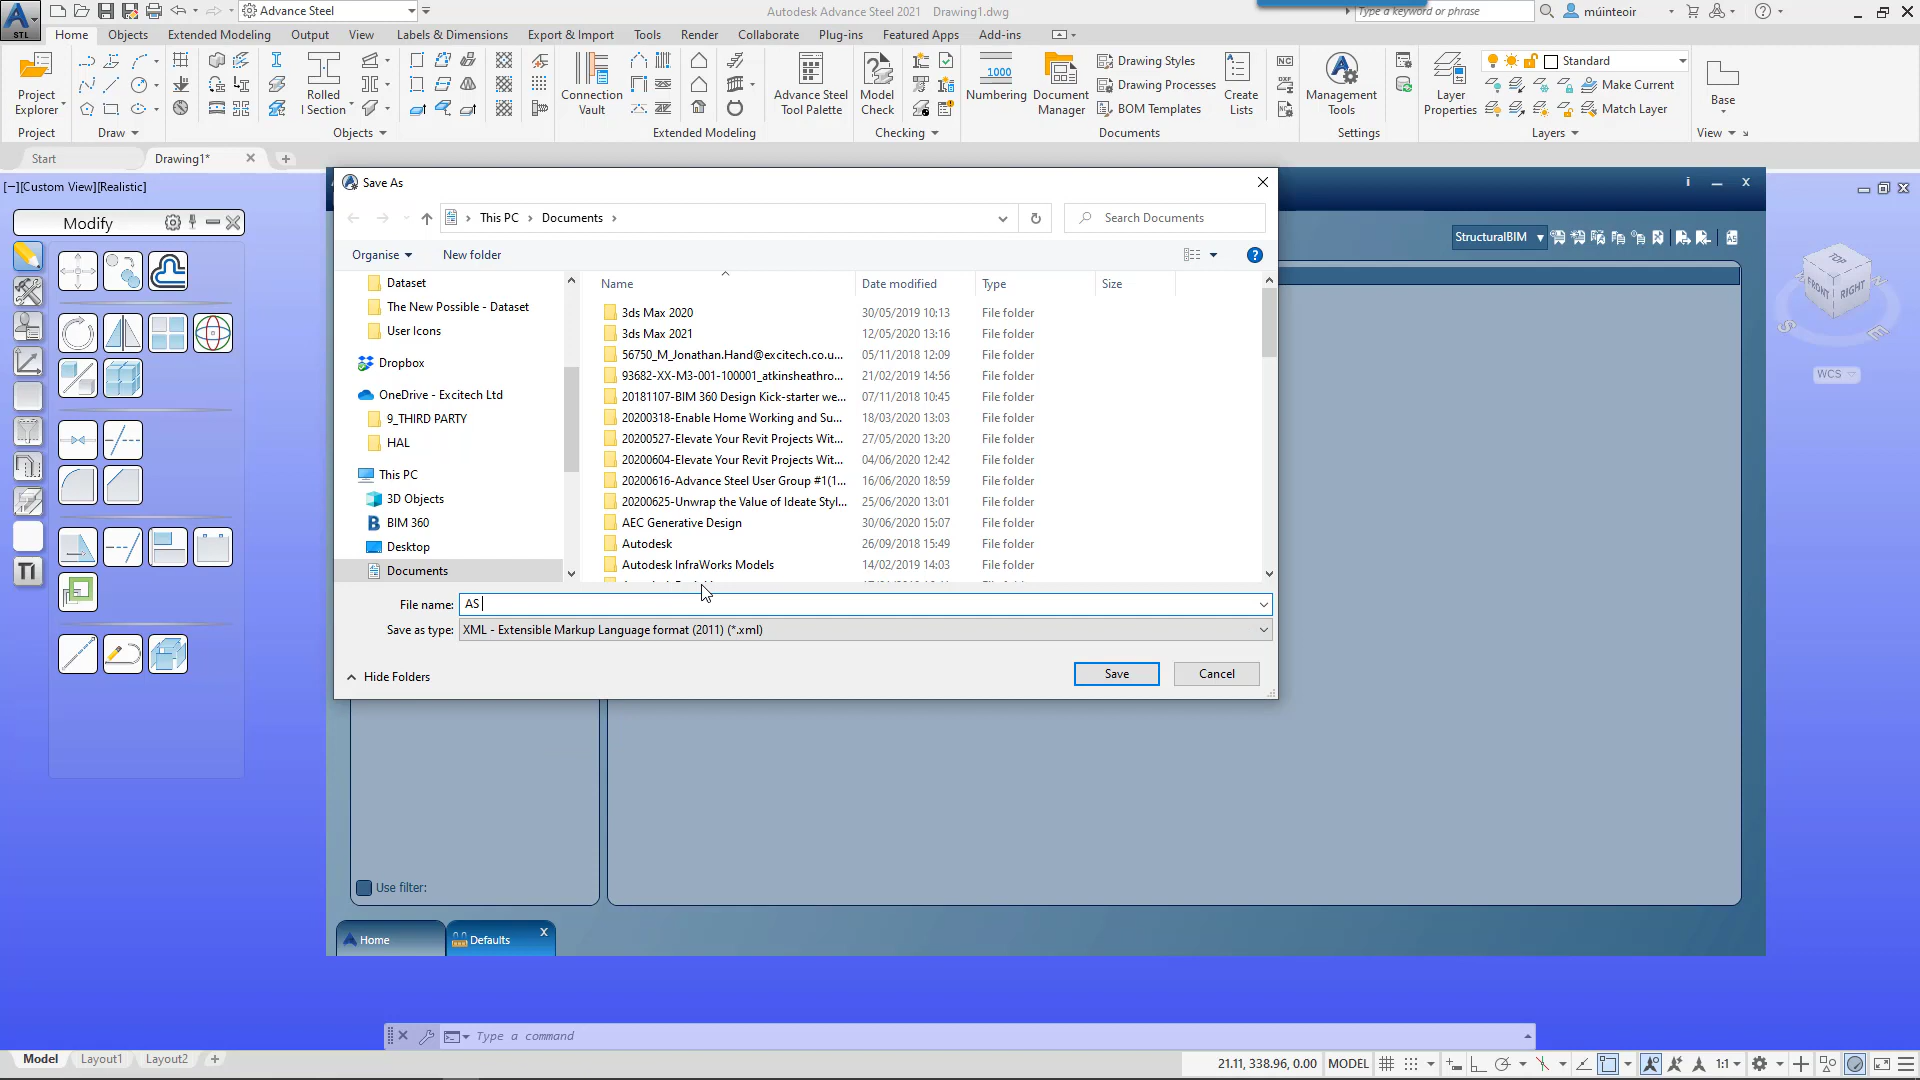 STL
Advance Steel
Autodesk Advance Steel 2021 Drawing1.dwg
Type a keyword or phrase
múinteoir
Home Objects Extended Modeling Output View Labels & Dimensions Export & Import Tools Render Collaborate Plug-ins Featured Apps Add-ins
Project Explorer
Rolled I Section
Connection Vault
Advance Steel Tool Palette
Model Check
1000
Numbering
Document Manager
Drawing Styles
Drawing Processes
BOM Templates
Create Lists
NC
DXF
Management Tools
Layer Properties
Standard
Make Current
Match Layer
Base
Project Draw Objects Extended Modeling Checking Documents Settings Layers View
Start Drawing1* +
[−][Custom View][Realistic]
Modify
TI
Save As
This PC > Documents >
Search Documents
Organise New folder
Dataset
The New Possible - Dataset
User Icons
Dropbox
OneDrive - Excitech Ltd
9_THIRD PARTY
HAL
This PC
3D Objects
BIM 360
Desktop
Documents
Name Date modified Type Size
3ds Max 2020 30/05/2019 10:13 File folder
3ds Max 2021 12/05/2020 13:16 File folder
56750_M_Jonathan.Hand@excitech.co.u... 05/11/2018 12:09 File folder
93682-XX-M3-001-100001_atkinsheathro... 21/02/2019 14:56 File folder
20181107-BIM 360 Design Kick-starter we... 07/11/2018 10:45 File folder
20200318-Enable Home Working and Su... 18/03/2020 13:03 File folder
20200527-Elevate Your Revit Projects Wit... 27/05/2020 13:20 File folder
20200604-Elevate Your Revit Projects Wit... 04/06/2020 12:42 File folder
20200616-Advance Steel User Group #1(1... 16/06/2020 18:59 File folder
20200625-Unwrap the Value of Ideate Styl... 25/06/2020 13:01 File folder
AEC Generative Design 30/06/2020 15:07 File folder
Autodesk 26/09/2018 15:49 File folder
Autodesk InfraWorks Models 14/02/2019 14:03 File folder
File name: AS
Save as type: XML - Extensible Markup Language format (2011) (*.xml)
Hide Folders
Save Cancel
StructuralBIM
TOP
FRONT RIGHT
S E
WCS
Use filter:
Home Defaults X
Type a command
Model Layout1 Layout2 +
21.11, 338.96, 0.00 MODEL 1:1